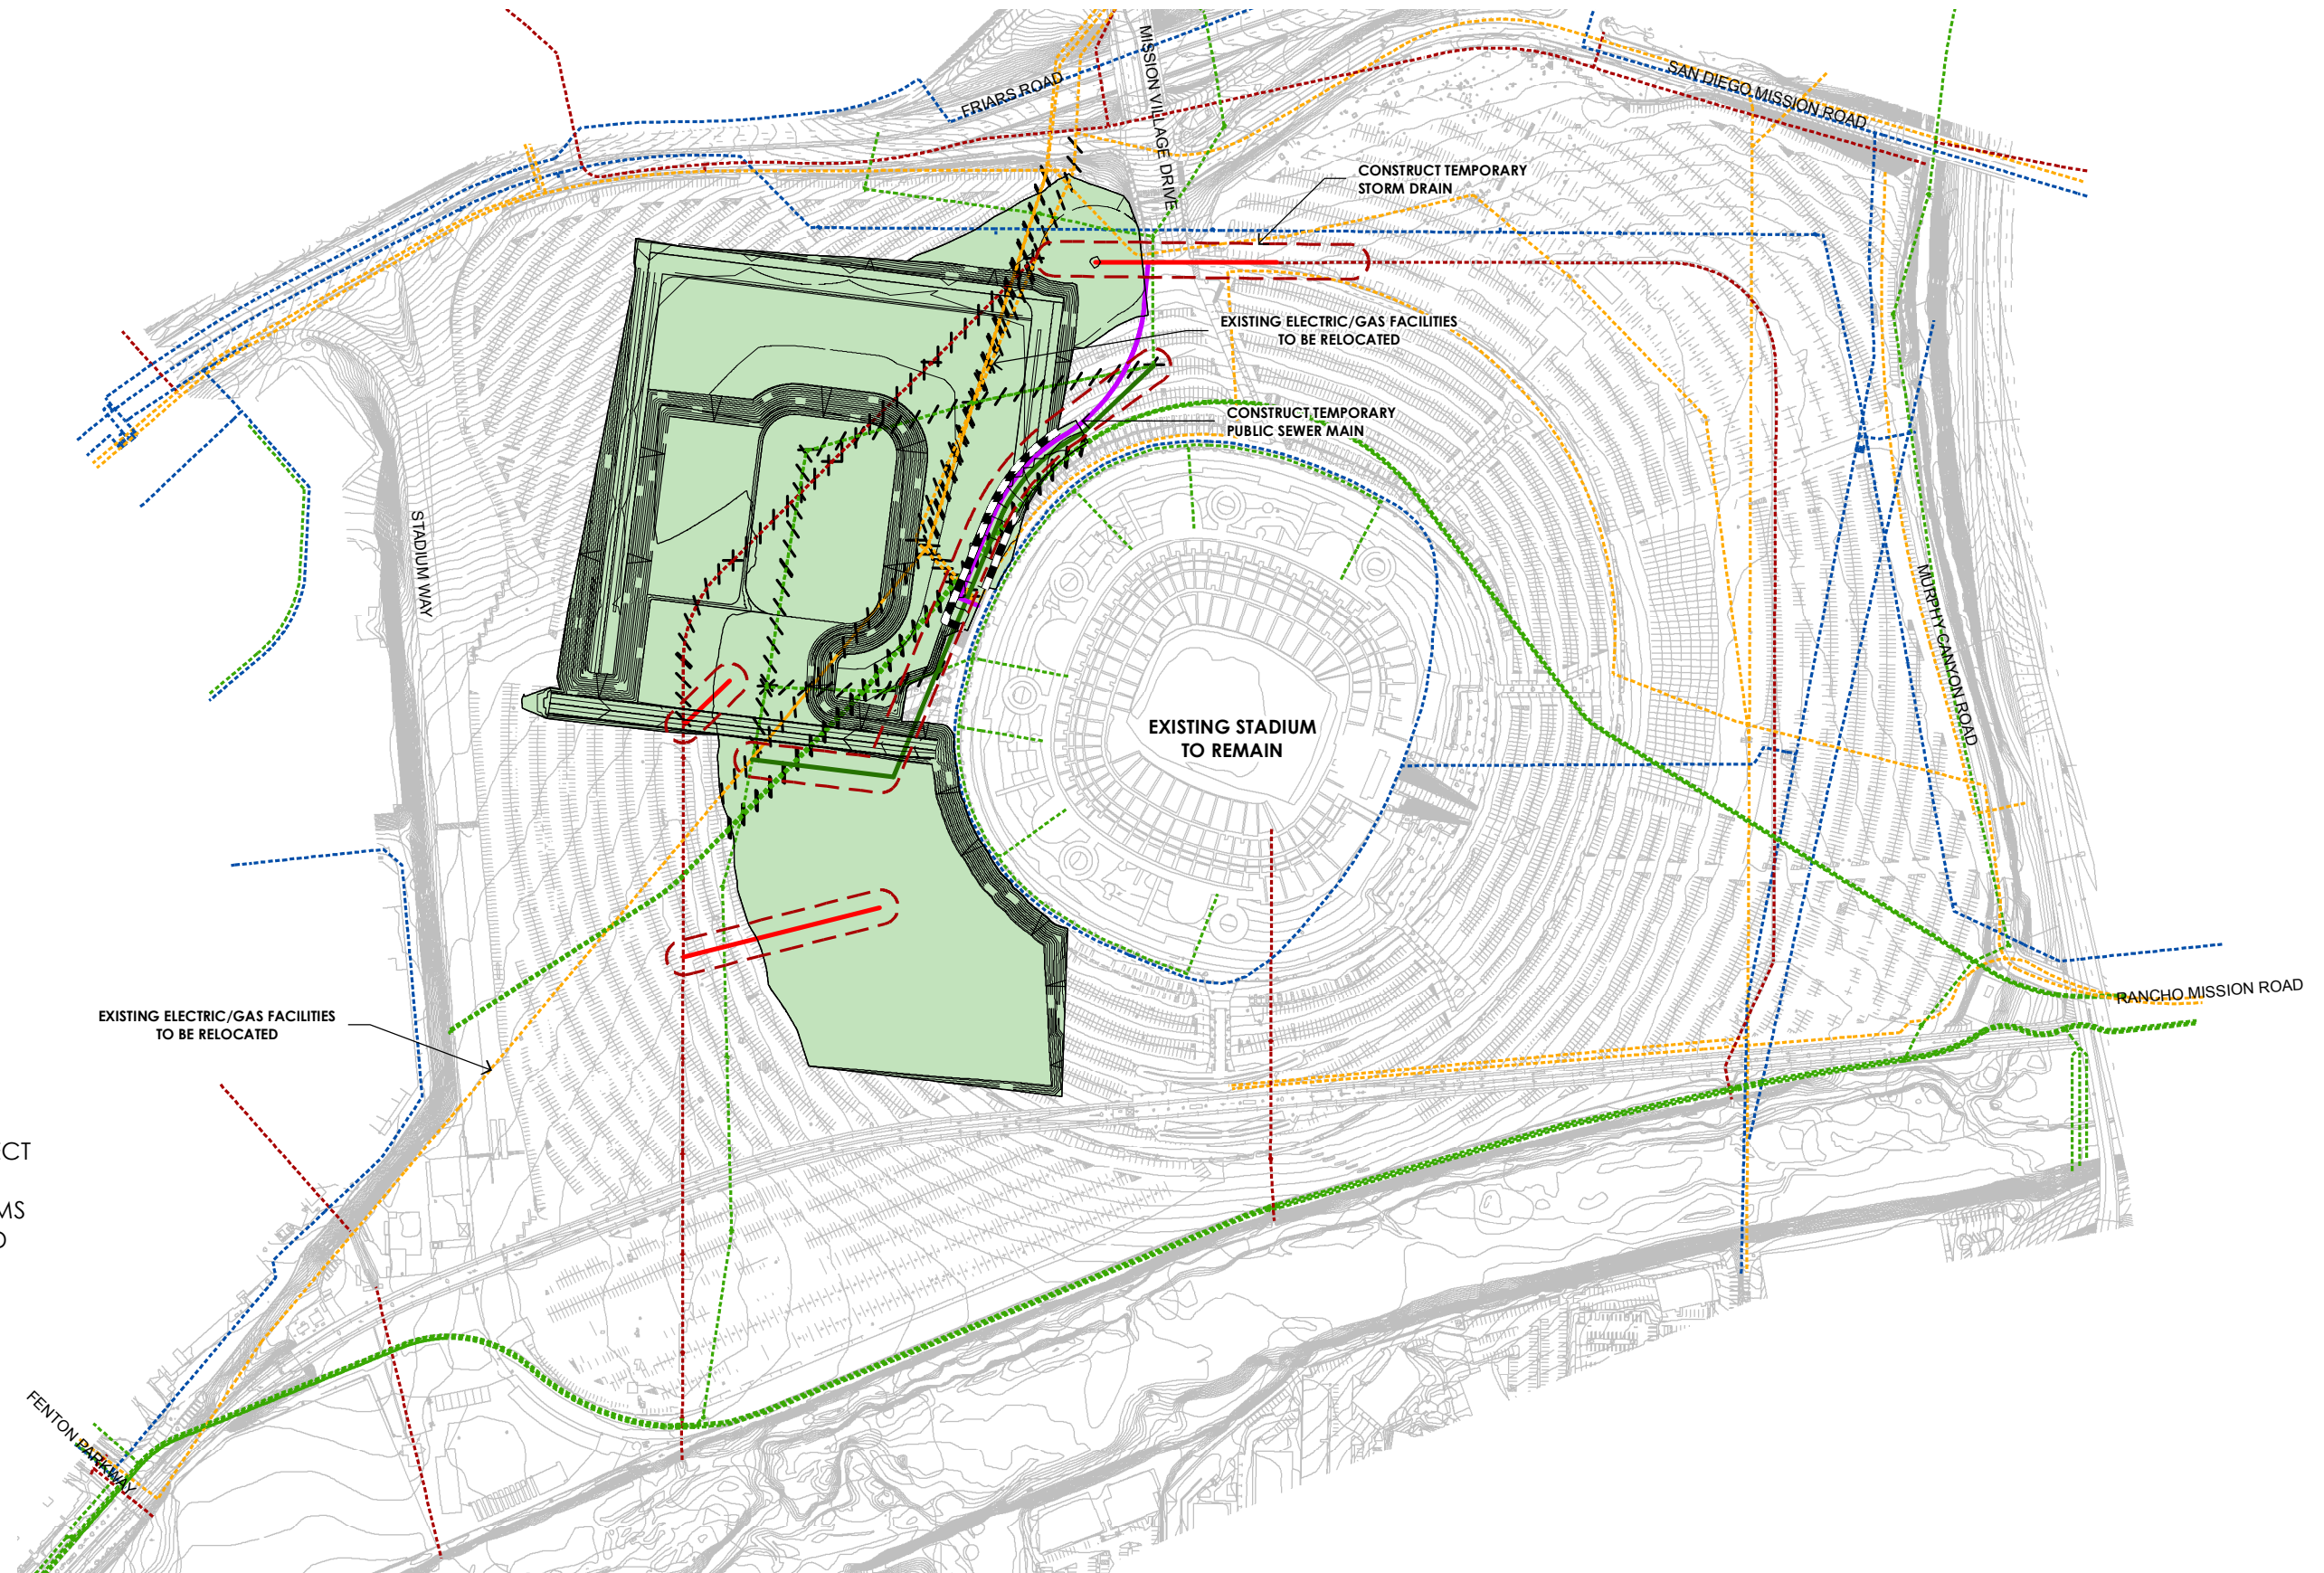 FRIARS ROAD
MISSION VILLAGE DRIVE
SAN DIEGO MISSION ROAD
CONSTRUCT TEMPORARY
STORM DRAIN
EXISTING ELECTRIC/GAS FACILITIES
TO BE RELOCATED
CONSTRUCT TEMPORARY
PUBLIC SEWER MAIN
STADIUM WAY
MURPHY CANYON ROAD
EXISTING STADIUM
TO REMAIN
RANCHO MISSION ROAD
EXISTING ELECTRIC/GAS FACILITIES
TO BE RELOCATED
ECT
MS
D
FENTON PARKWAY